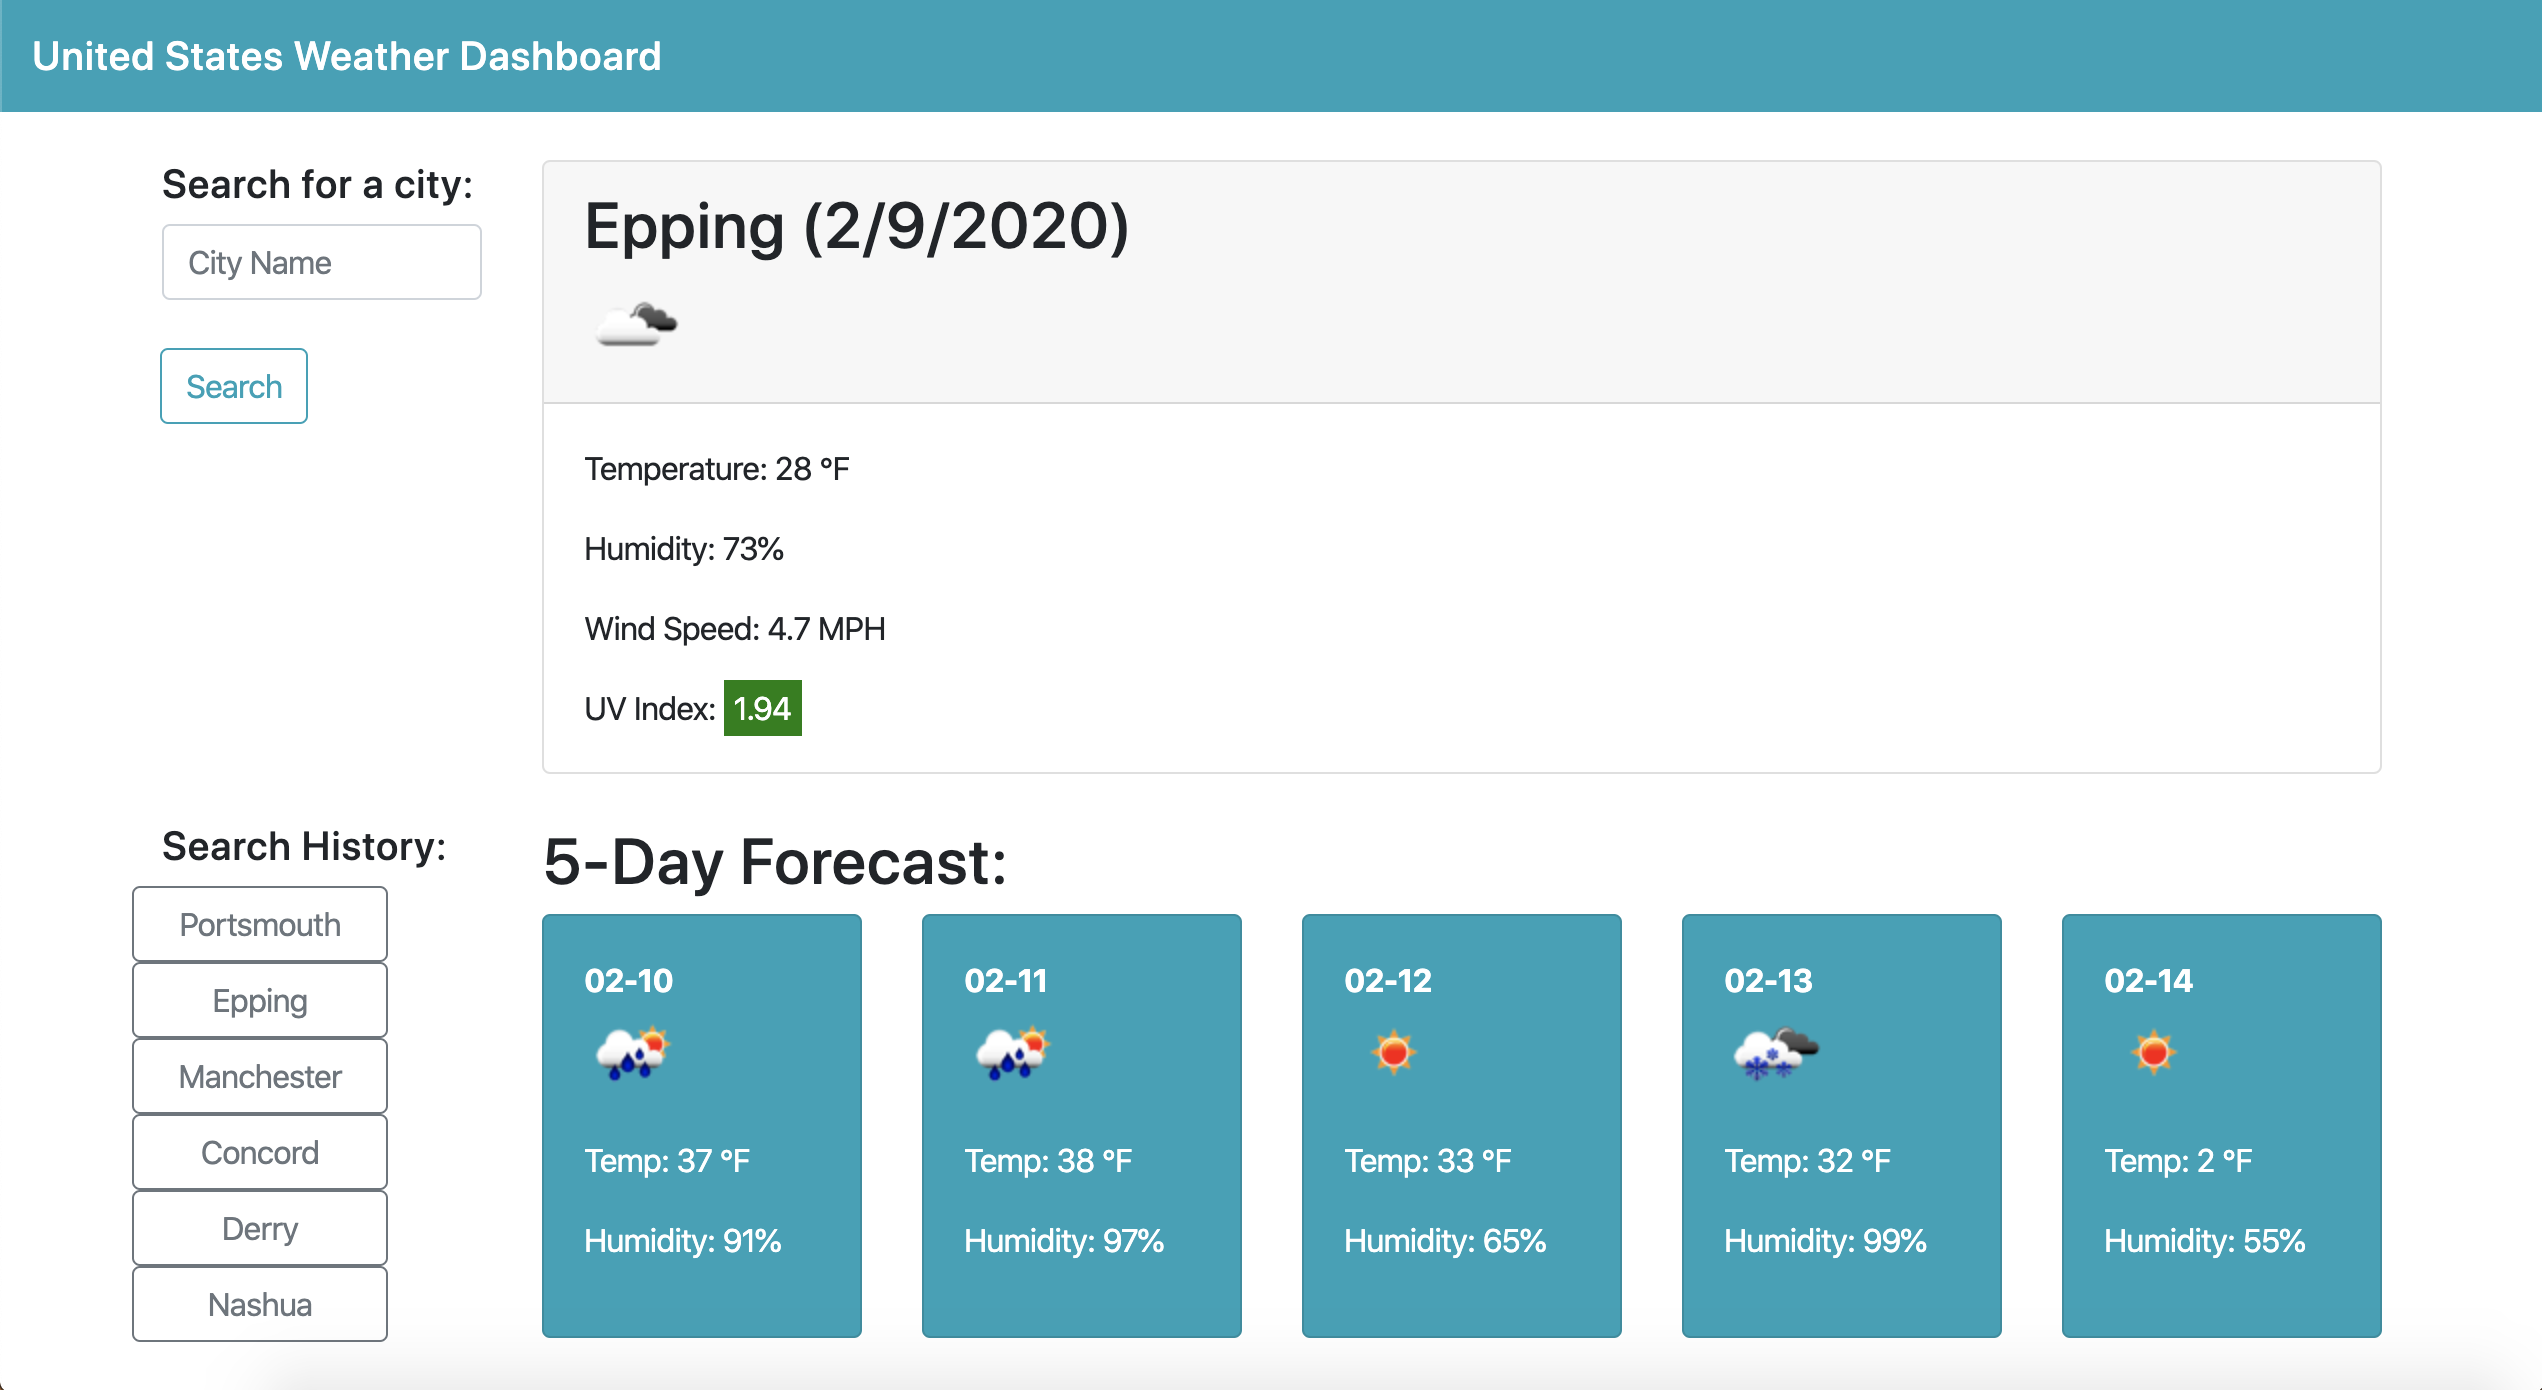 United States Weather Dashboard
Search for a city:
City Name
Search
Epping (2/9/2020)
Temperature: 28 °F
Humidity: 73%
Wind Speed: 4.7 MPH
UV Index: 1.94
Search History:
Portsmouth
Epping
Manchester
Concord
Derry
Nashua
5-Day Forecast:
02-10
Temp: 37 °F
Humidity: 91%
02-11
Temp: 38 °F
Humidity: 97%
02-12
Temp: 33 °F
Humidity: 65%
02-13
Temp: 32 °F
Humidity: 99%
02-14
Temp: 2 °F
Humidity: 55%